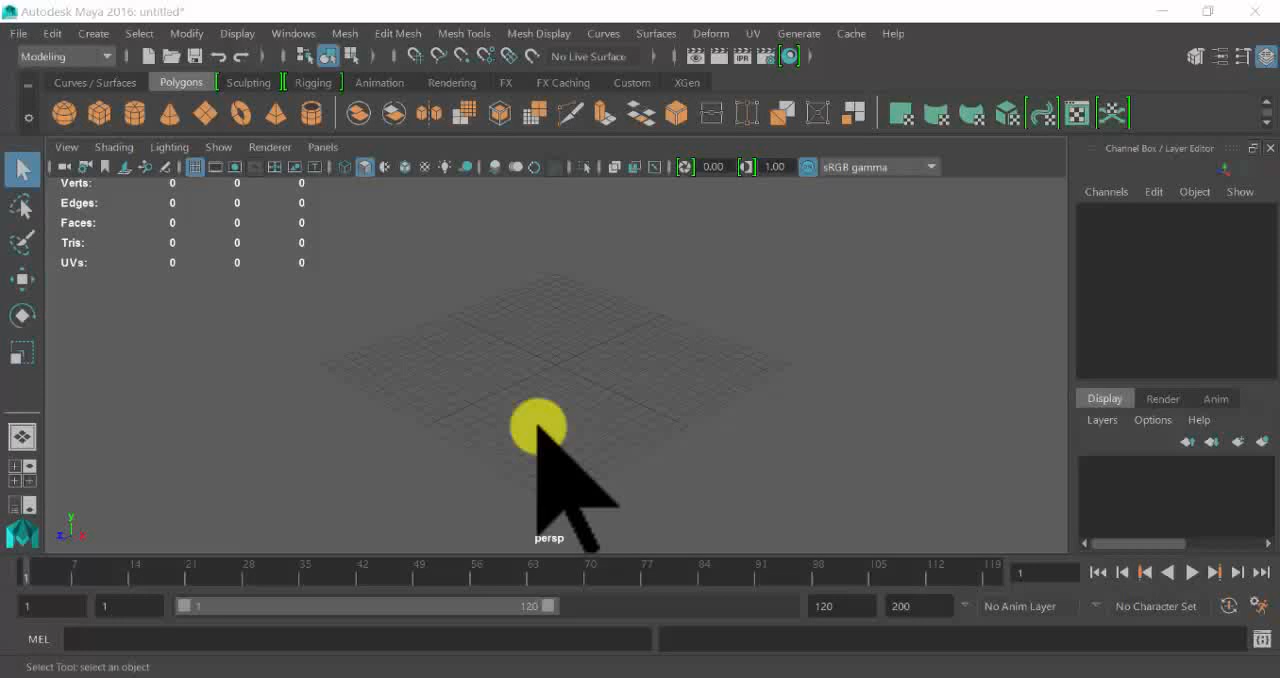 Autodesk Maya 2016: untitled*
File Edit Create Select Modify Display Windows Mesh Edit Mesh Mesh Tools Mesh Display Curves Surfaces Deform UV Generate Cache Help
Modeling No Live Surface
Curves / Surfaces Polygons Sculpting Rigging Animation Rendering FX FX Caching Custom XGen
View Shading Lighting Show Renderer Panels
Channel Box / Layer Editor
0.00 1.00 sRGB gamma
Channels Edit Object Show
Verts: 0 0 0
Edges: 0 0 0
Faces: 0 0 0
Tris: 0 0 0
UVs: 0 0 0
Display Render Anim
Layers Options Help
y
z x
persp
7 14 21 28 35 42 49 56 63 70 77 84 91 98 105 112 119
1 1
1 1 1 120 120 200 No Anim Layer No Character Set
MEL
Select Tool: select an object